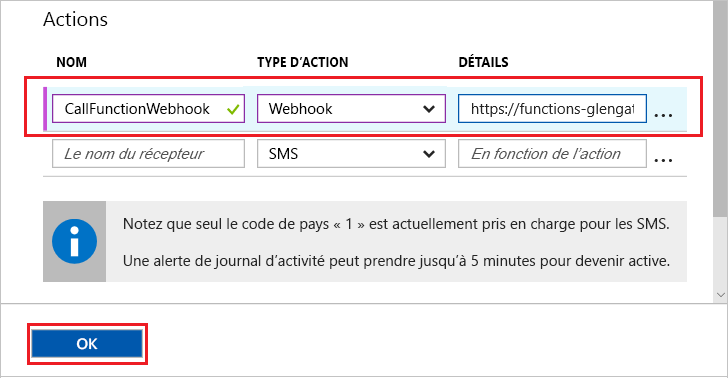 Actions
NOM TYPE D'ACTION DÉTAILS
CallFunctionWebhook Webhook https://functions-glengat ...
Le nom du récepteur SMS En fonction de l'action ...
Notez que seul le code de pays « 1 » est actuellement pris en charge pour les SMS.
Une alerte de journal d'activité peut prendre jusqu'à 5 minutes pour devenir active.
OK